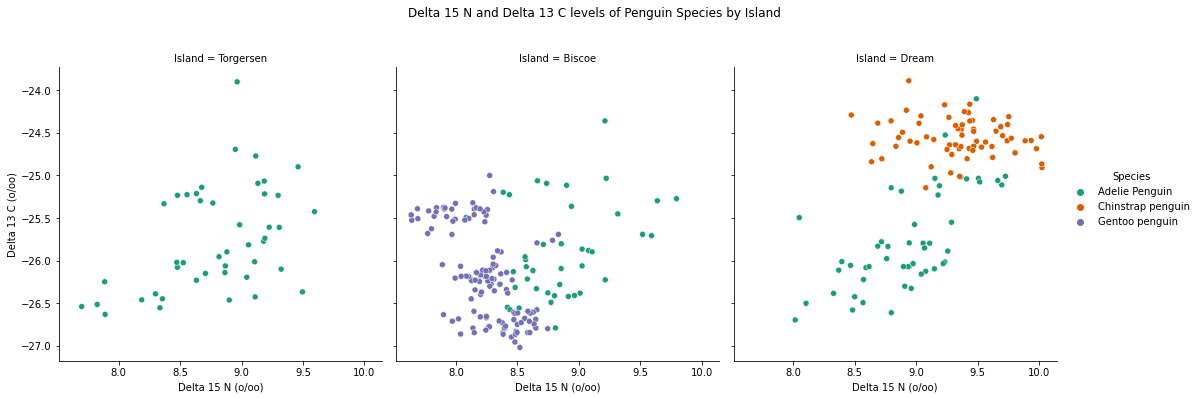 Delta 15 N and Delta 13 C levels of Penguin Species by Island
Island = Torgersen
Island = Biscoe
Island = Dream
Delta 13 C (o/oo)
−24.0
−24.5
−25.0
−25.5
−26.0
−26.5
−27.0
8.0 8.5 9.0 9.5 10.0
Delta 15 N (o/oo)
8.0 8.5 9.0 9.5 10.0
Delta 15 N (o/oo)
8.0 8.5 9.0 9.5 10.0
Delta 15 N (o/oo)
Species
Adelie Penguin
Chinstrap penguin
Gentoo penguin